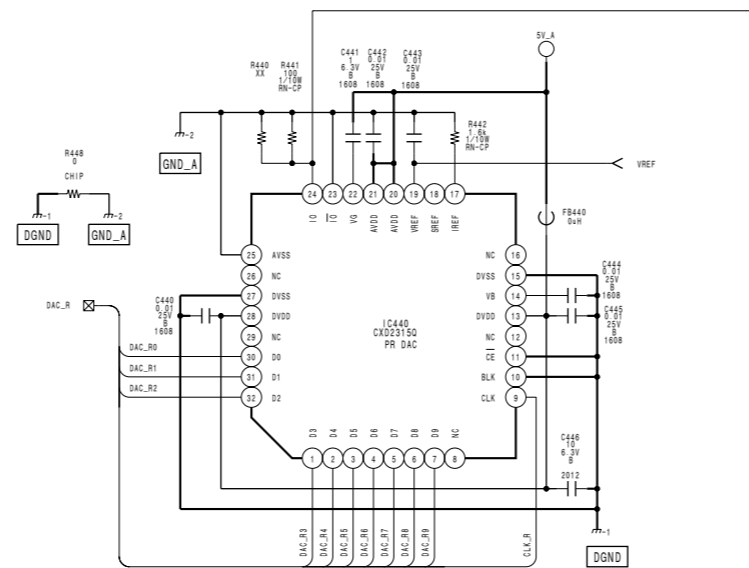 5V_A
R440
XX
R441
100
1/10W
RN-CP
C441
1
6.3V
B
1608
C442
0.01
25V
B
1608
C443
0.01
25V
B
1608
R442
1.6k
1/10W
RN-CP
-2
GND_A
VREF
R448
0
CHIP
-1
-2
DGND
GND_A
FB440
0uH
24
23
22
21
20
19
18
17
IO
IO
VG
AVDD
AVDD
VREF
SREF
IREF
25
AVSS
26
NC
27
DVSS
28
DVDD
29
NC
30
D0
31
D1
32
D2
NC
16
DVSS
15
VB
14
DVDD
13
NC
12
CE
11
BLK
10
CLK
9
IC440
CXD2315Q
PR DAC
C444
0.01
25V
B
1608
C445
0.01
25V
B
1608
DAC_R
C440
0.01
25V
B
1608
DAC_R0
DAC_R1
DAC_R2
D3
D4
D5
D6
D7
D8
D9
NC
1
2
3
4
5
6
7
8
C446
10
6.3V
B
2012
DAC_R3
DAC_R4
DAC_R5
DAC_R6
DAC_R7
DAC_R8
DAC_R9
CLK_R
-1
DGND